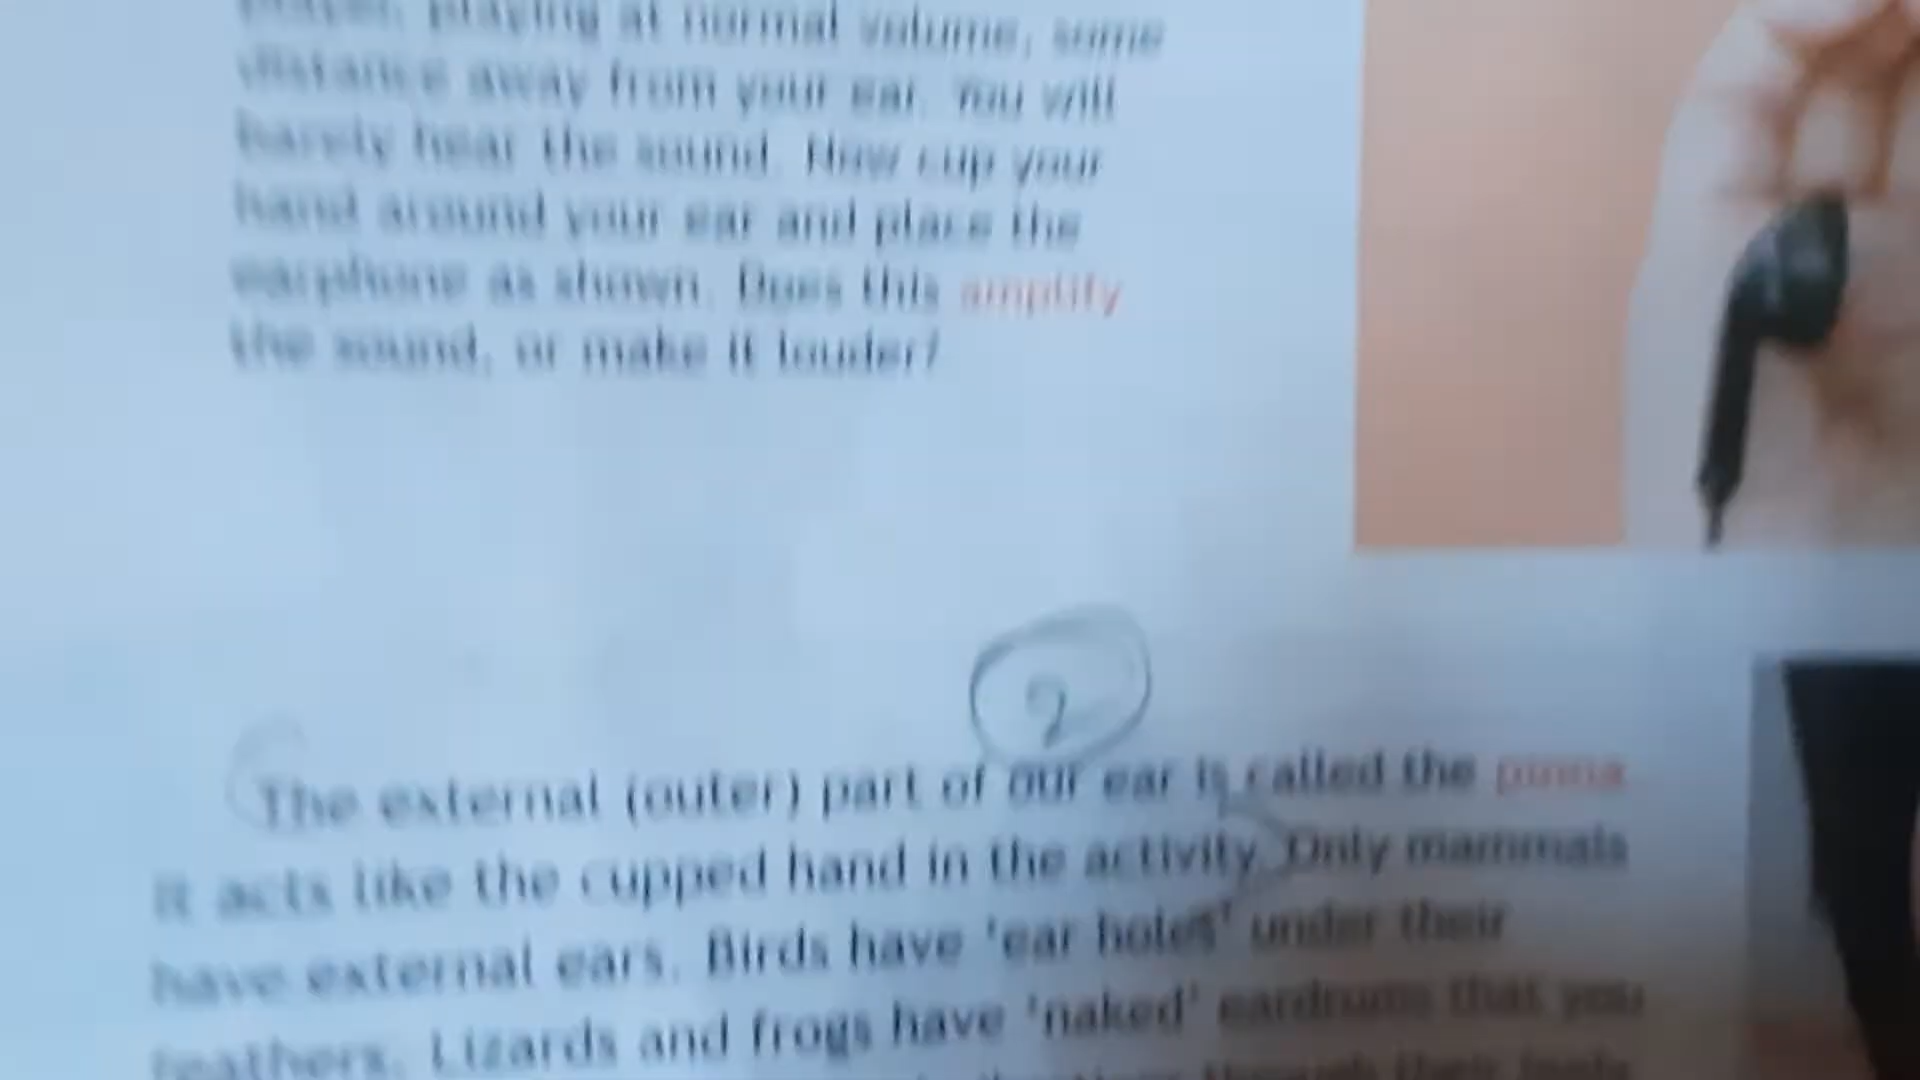 player, playing at normal volume, some
distance away from your ear. You will
barely hear the sound. Now cup your
hand around your ear and place the
earphone as shown. Does this amplify
the sound, or make it louder?
2
The external (outer) part of our ear is called the pinna
It acts like the cupped hand in the activity. Only mammals
have external ears. Birds have 'ear holes' under their
feathers. Lizards and frogs have 'naked' eardrums that you
through their